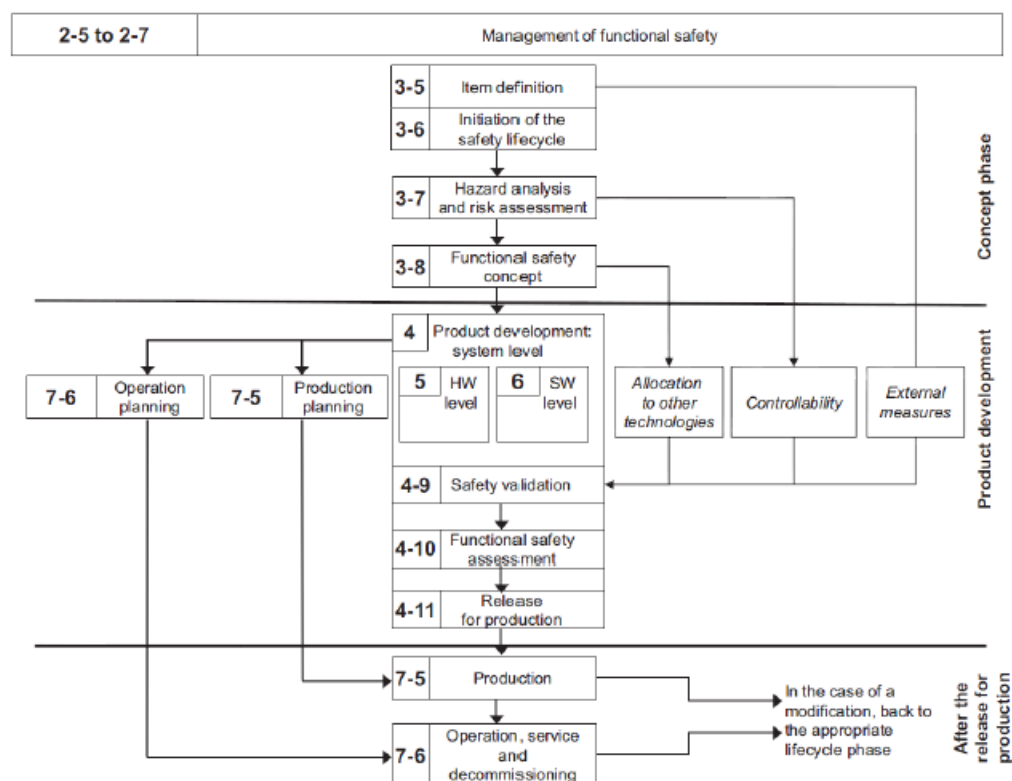 2-5 to 2-7
Management of functional safety
3-5
Item definition
3-6
Initiation of the
safety lifecycle
3-7
Hazard analysis
and risk assessment
3-8
Functional safety
concept
Concept phase
4
Product development:
system level
5
HW
level
6
SW
level
7-6
Operation
planning
7-5
Production
planning
Allocation
to other
technologies
Controllability
External
measures
4-9
Safety validation
4-10
Functional safety
assessment
4-11
Release
for production
Product development
7-5
Production
7-6
Operation, service
and
decommissioning
In the case of a
modification, back to
the appropriate
lifecycle phase
After the
release for
production